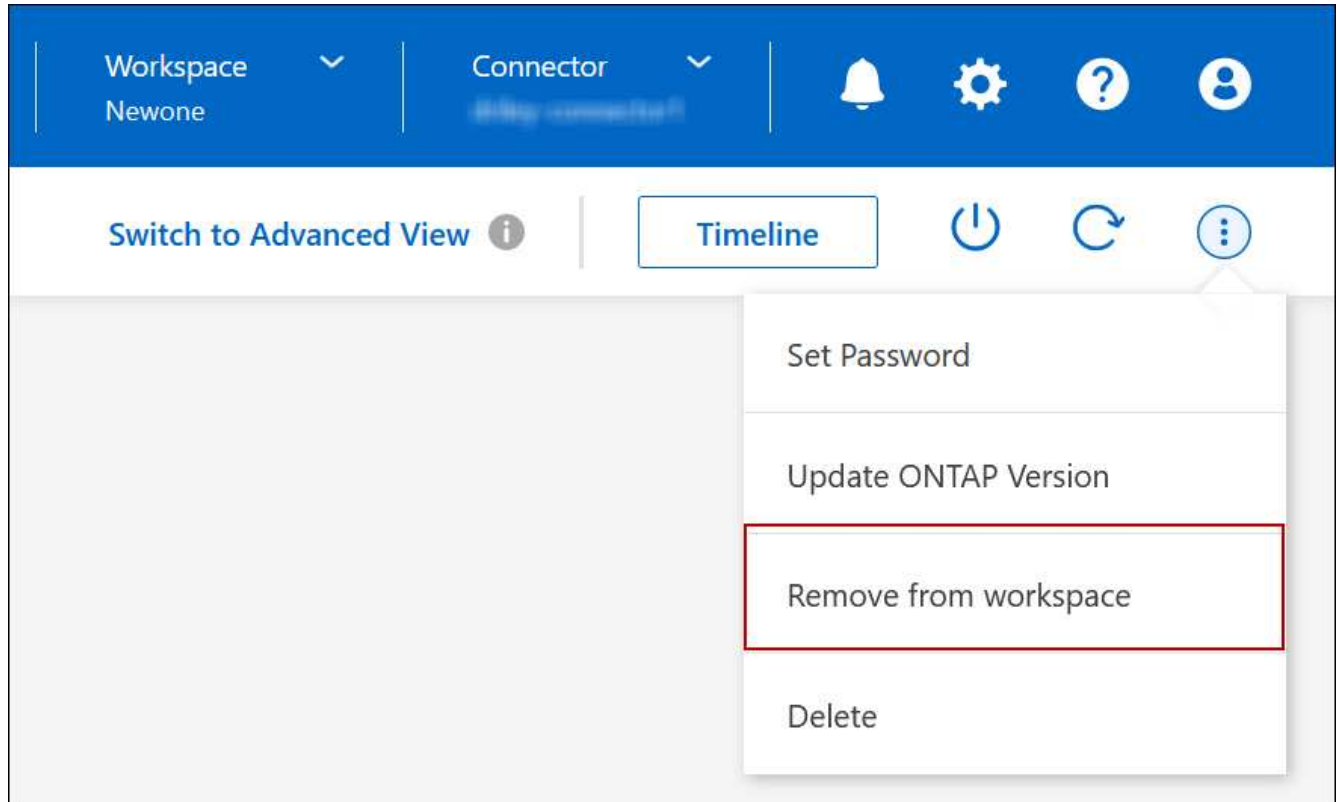 Workspace
Connector
Newone
Switch to Advanced View
Timeline
Set Password
Update ONTAP Version
Remove from workspace
Delete